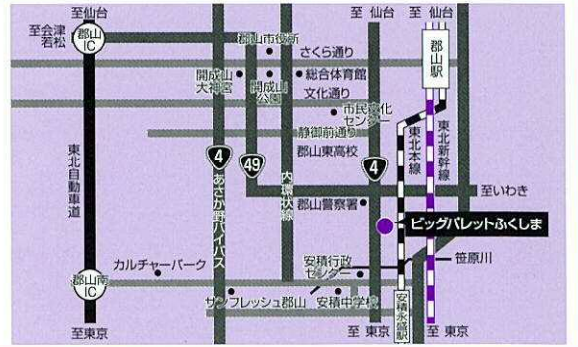 至仙台
至 仙台
至 仙台
至会津
若松
郡山
IC
郡山市役所
さくら通り
郡山駅
開成山
大神宮
開成山
公園
総合体育館
文化通り
市民文化
センター
静御前通り
東北自動車道
4
あさか野バイパス
49
内環状線
郡山東高校
4
東北本線
東北新幹線
至いわき
郡山警察署
ビッグパレットふくしま
カルチャーパーク
安積行政
センター
笹原川
郡山南
IC
サンフレッシュ郡山
安積中学校
安積永盛駅
至東京
至 東京
至 東京